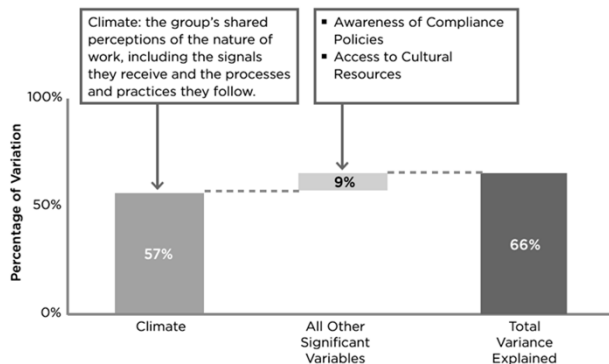 Climate: the group's shared
perceptions of the nature of
work, including the signals
they receive and the processes
and practices they follow.
▪ Awareness of Compliance
Policies
▪ Access to Cultural
Resources
Percentage of Variation
100%
50%
0%
57%
9%
66%
Climate
All Other
Significant
Variables
Total
Variance
Explained